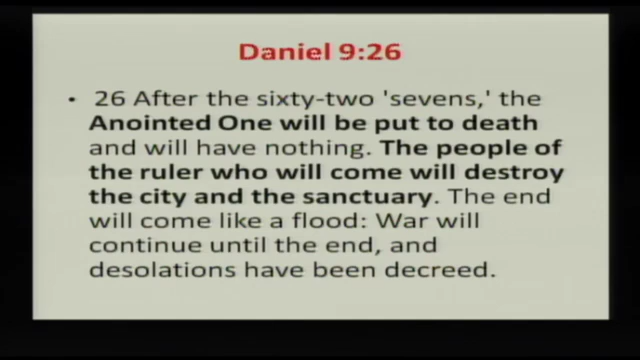 Daniel 9:26
• 26 After the sixty-two 'sevens,' the
Anointed One will be put to death
and will have nothing. The people of
the ruler who will come will destroy
the city and the sanctuary. The end
will come like a flood: War will
continue until the end, and
desolations have been decreed.